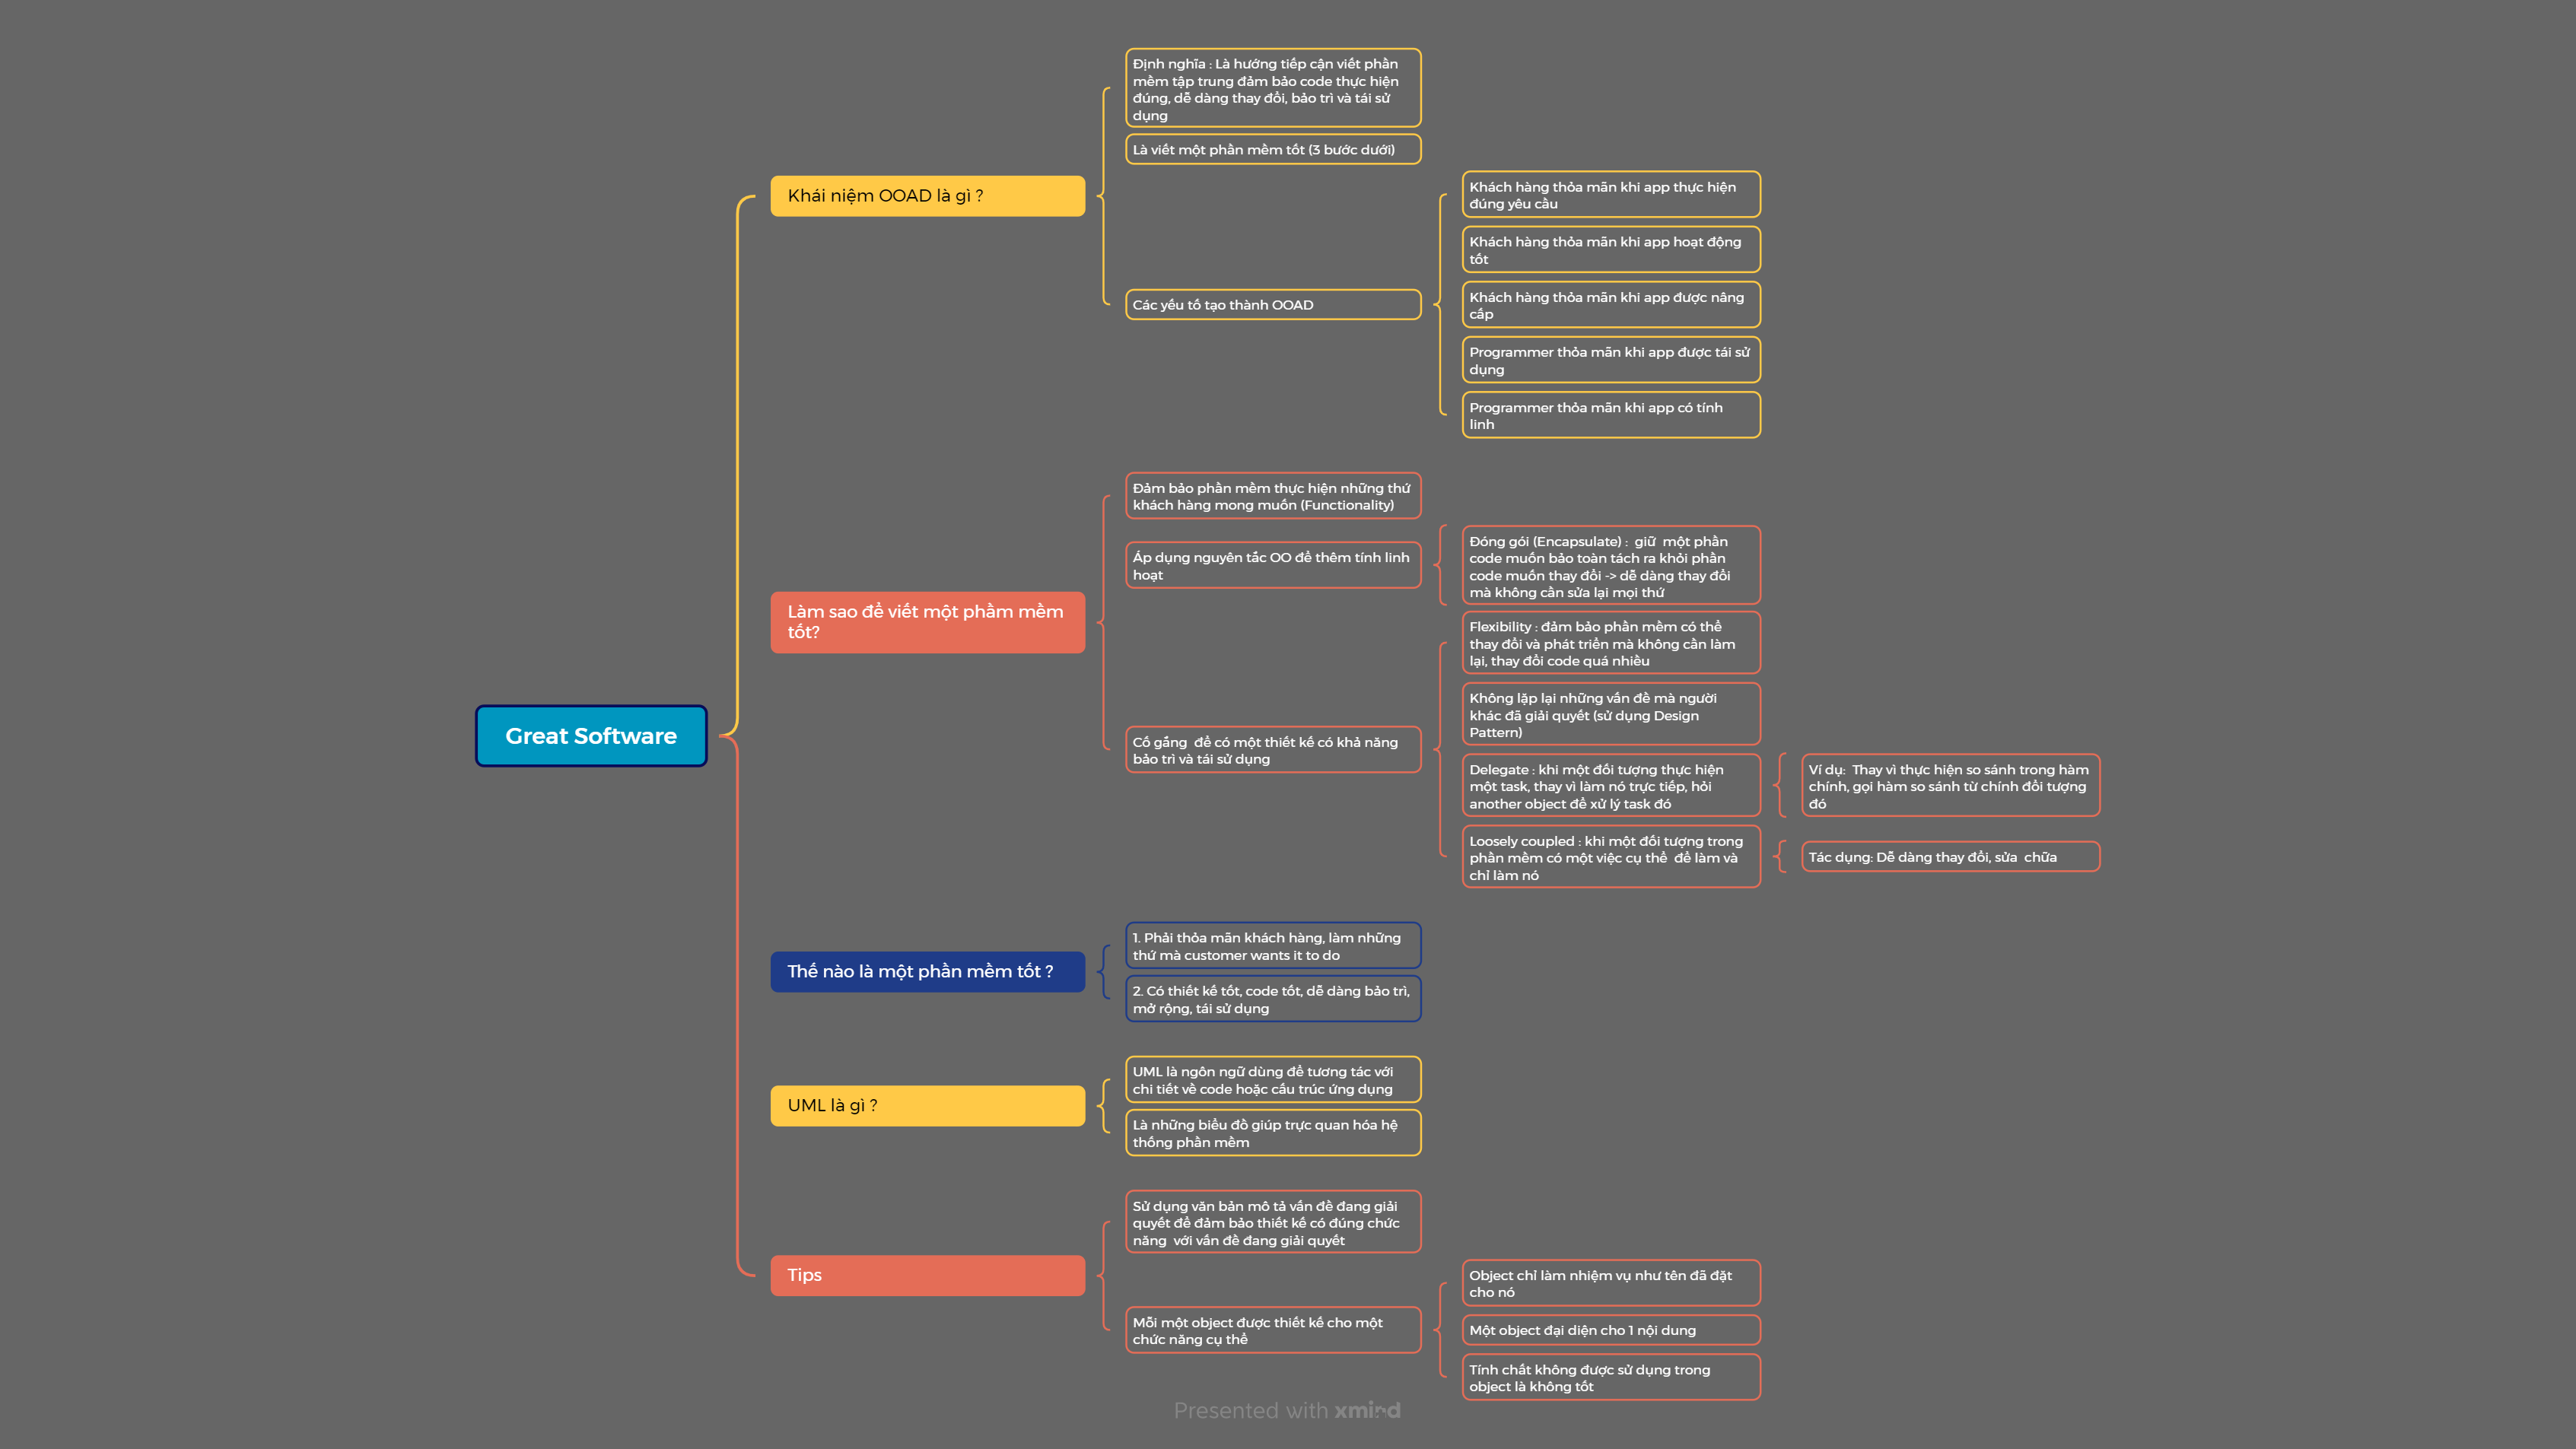 Great Software
Khái niệm OOAD là gì ?
Định nghĩa : Là hướng tiếp cận viết phần
mềm tập trung đảm bảo code thực hiện
đúng, dễ dàng thay đổi, bảo trì và tái sử
dụng
Là viết một phần mềm tốt (3 bước dưới)
Các yếu tố tạo thành OOAD
Khách hàng thỏa mãn khi app thực hiện
đúng yêu cầu
Khách hàng thỏa mãn khi app hoạt động
tốt
Khách hàng thỏa mãn khi app được nâng
cấp
Programmer thỏa mãn khi app được tái sử
dụng
Programmer thỏa mãn khi app có tính
linh
Làm sao để viết một phầm mềm
tốt?
Đảm bảo phần mềm thực hiện những thứ
khách hàng mong muốn (Functionality)
Áp dụng nguyên tắc OO để thêm tính linh
hoạt
Đóng gói (Encapsulate) :  giữ  một phần
code muốn bảo toàn tách ra khỏi phần
code muốn thay đổi -> dễ dàng thay đổi
mà không cần sửa lại mọi thứ
Cố gắng  để có một thiết kế có khả năng
bảo trì và tái sử dụng
Flexibility : đảm bảo phần mềm có thể
thay đổi và phát triển mà không cần làm
lại, thay đổi code quá nhiều
Không lặp lại những vấn đề mà người
khác đã giải quyết (sử dụng Design
Pattern)
Delegate : khi một đối tượng thực hiện
một task, thay vì làm nó trực tiếp, hỏi
another object để xử lý task đó
Ví dụ:  Thay vì thực hiện so sánh trong hàm
chính, gọi hàm so sánh từ chính đối tượng
đó
Loosely coupled : khi một đối tượng trong
phần mềm có một việc cụ thể  để làm và
chỉ làm nó
Tác dụng: Dễ dàng thay đổi, sửa  chữa
Thế nào là một phần mềm tốt ?
1. Phải thỏa mãn khách hàng, làm những
thứ mà customer wants it to do
2. Có thiết kế tốt, code tốt, dễ dàng bảo trì,
mở rộng, tái sử dụng
UML là gì ?
UML là ngôn ngữ dùng để tương tác với
chi tiết về code hoặc cấu trúc ứng dụng
Là những biểu đồ giúp trực quan hóa hệ
thống phần mềm
Tips
Sử dụng văn bản mô tả vấn đề đang giải
quyết để đảm bảo thiết kế có đúng chức
năng  với vấn đề đang giải quyết
Mỗi một object được thiết kế cho một
chức năng cụ thể
Object chỉ làm nhiệm vụ như tên đã đặt
cho nó
Một object đại diện cho 1 nội dung
Tính chất không được sử dụng trong
object là không tốt
Presented with xmind